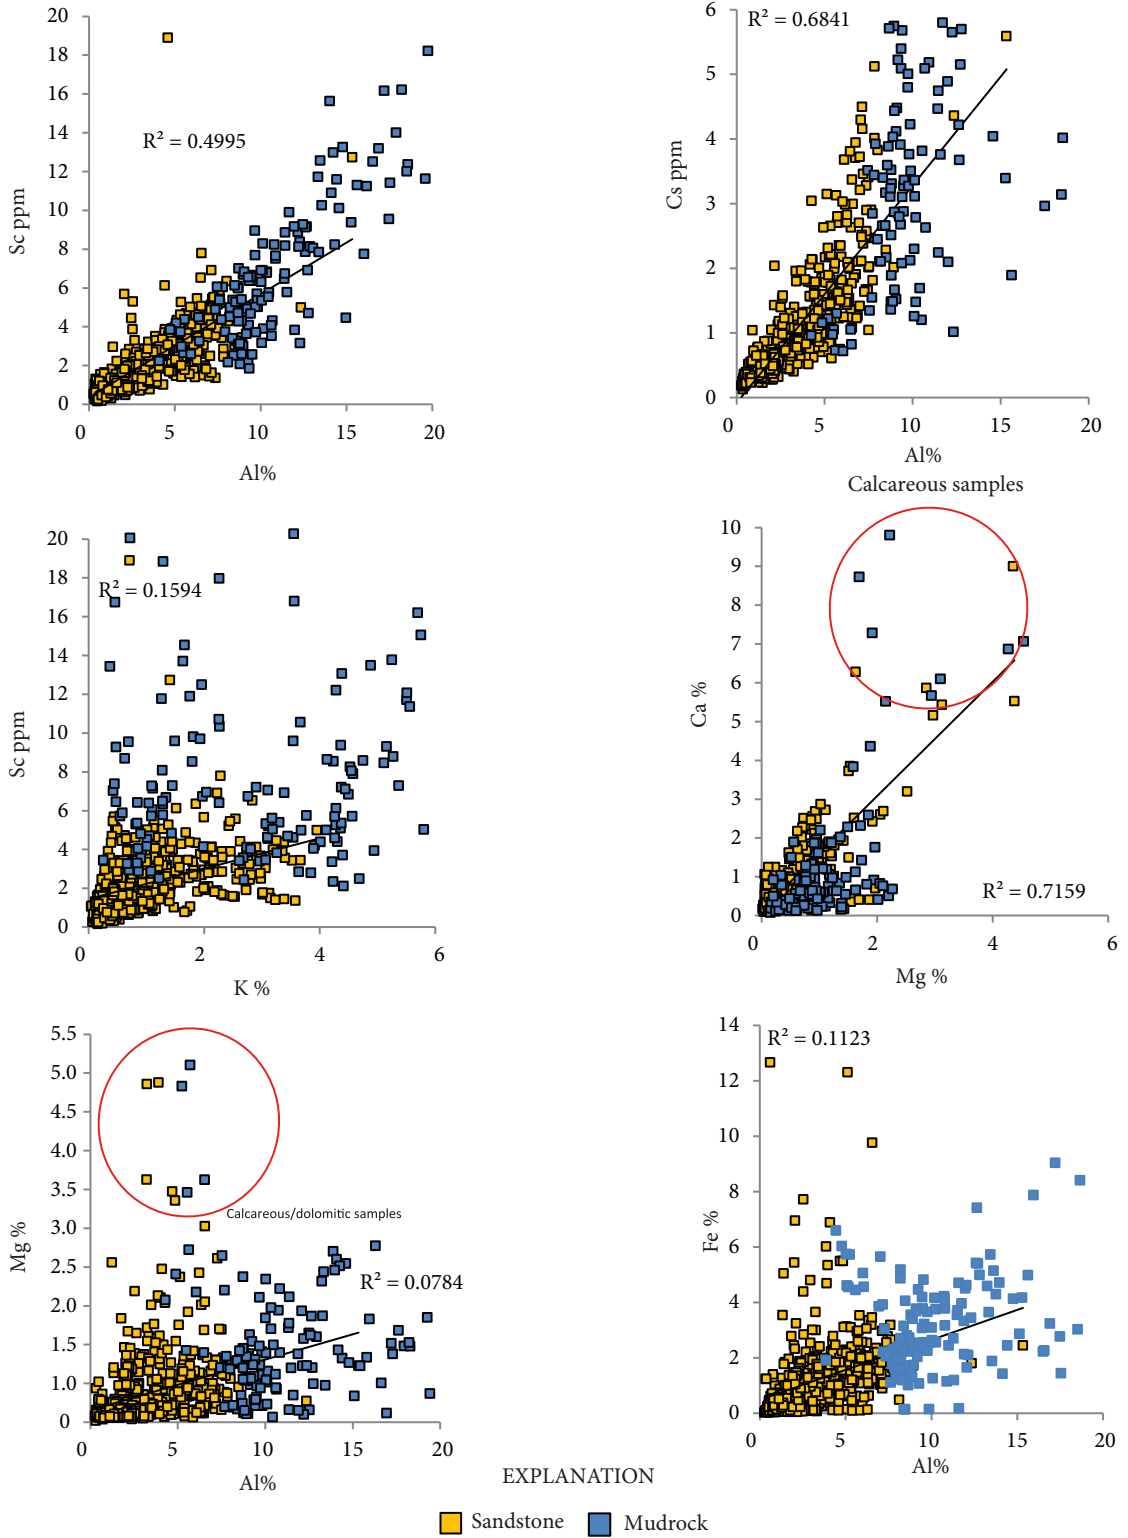 20
18
16
14
12
10
8
6
4
2
0
Sc ppm
R² = 0.4995
0 5 10 15 20
Al%
6
5
4
3
2
1
0
Cs ppm
R² = 0.6841
0 5 10 15 20
Al%
20
18
16
14
12
10
8
6
4
2
0
Sc ppm
R² = 0.1594
0 2 4 6
K %
Calcareous samples
10
9
8
7
6
5
4
3
2
1
0
Ca %
R² = 0.7159
0 2 4 6
Mg %
5.5
5.0
4.5
4.0
3.5
3.0
2.5
2.0
1.5
1.0
0
Mg %
Calcareous/dolomitic samples
R² = 0.0784
0 5 10 15 20
Al%
14
12
10
8
6
4
2
0
Fe %
R² = 0.1123
0 5 10 15 20
Al%
EXPLANATION
Sandstone Mudrock